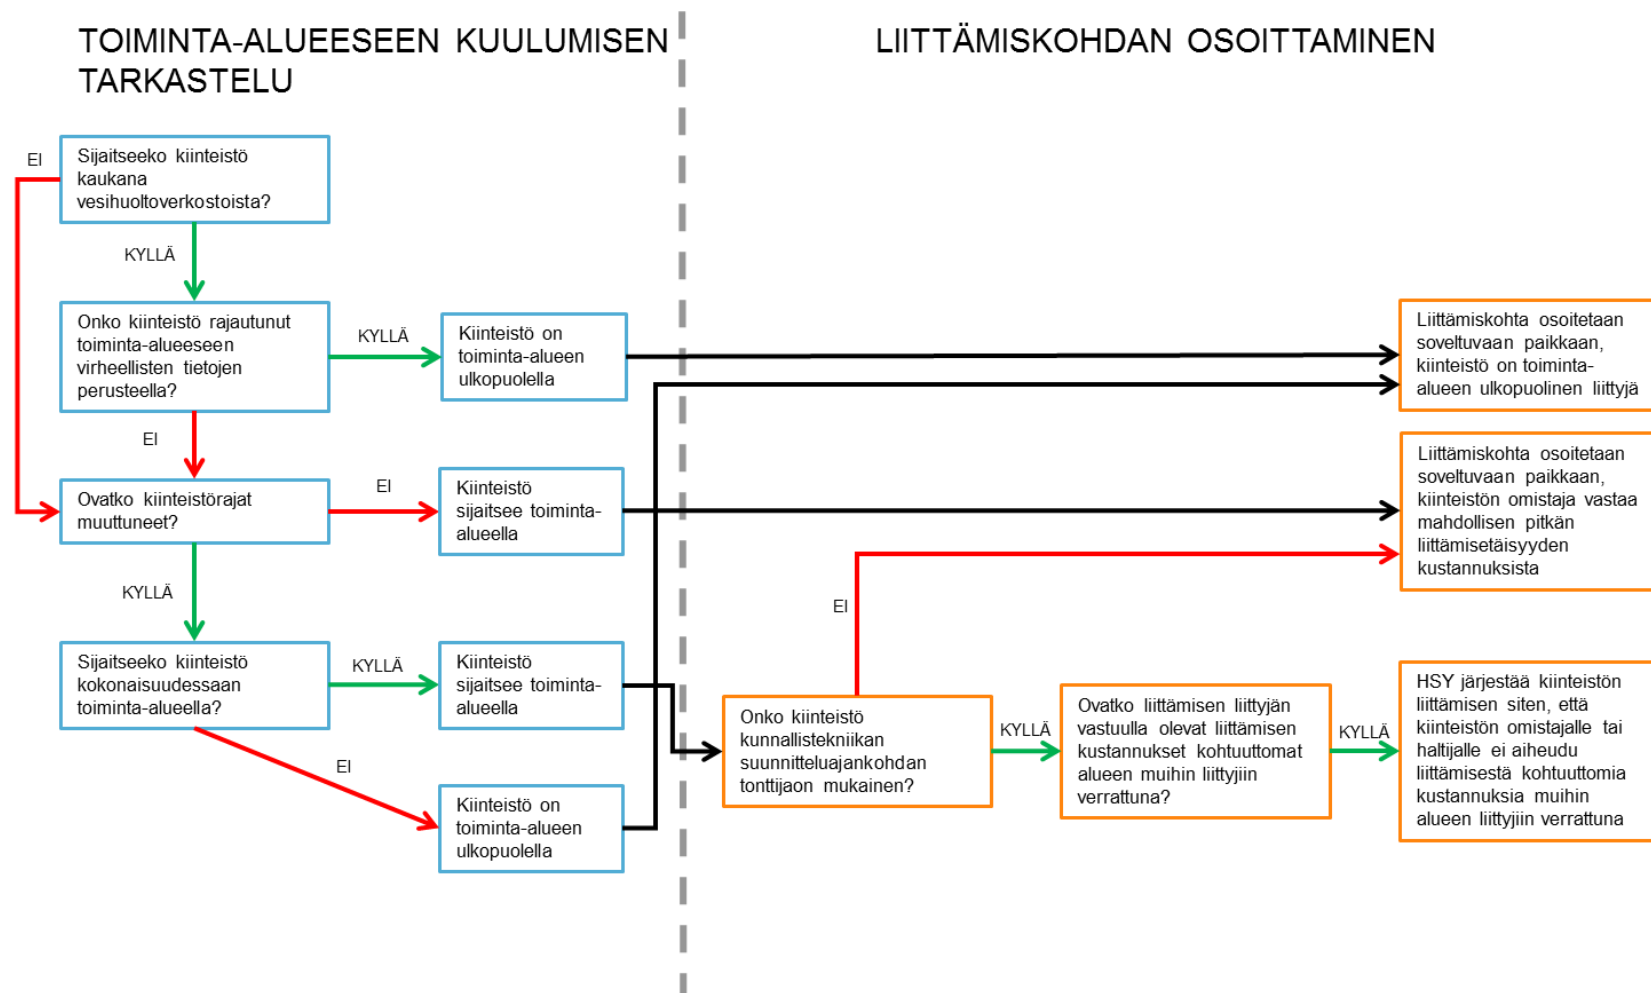 TOIMINTA-ALUEESEEN KUULUMISEN
TARKASTELU
LIITTÄMISKOHDAN OSOITTAMINEN
EI
Sijaitseeko kiinteistö
kaukana
vesihuoltoverkostoista?
KYLLÄ
Onko kiinteistö rajautunut
toiminta-alueeseen
virheellisten tietojen
perusteella?
KYLLÄ
Kiinteistö on
toiminta-alueen
ulkopuolella
Liittämiskohta osoitetaan
soveltuvaan paikkaan,
kiinteistö on toiminta-
alueen ulkopuolinen liittyjä
EI
Ovatko kiinteistörajat
muuttuneet?
EI
Kiinteistö
sijaitsee toiminta-
alueella
Liittämiskohta osoitetaan
soveltuvaan paikkaan,
kiinteistön omistaja vastaa
mahdollisen pitkän
liittämisetäisyyden
kustannuksista
KYLLÄ
EI
Sijaitseeko kiinteistö
kokonaisuudessaan
toiminta-alueella?
KYLLÄ
Kiinteistö
sijaitsee toiminta-
alueella
EI
Kiinteistö on
toiminta-alueen
ulkopuolella
Onko kiinteistö
kunnallistekniikan
suunnitteluajankohdan
tonttijaon mukainen?
KYLLÄ
Ovatko liittämisen liittyjän
vastuulla olevat liittämisen
kustannukset kohtuuttomat
alueen muihin liittyjiin
verrattuna?
KYLLÄ
HSY järjestää kiinteistön
liittämisen siten, että
kiinteistön omistajalle tai
haltijalle ei aiheudu
liittämisestä kohtuuttomia
kustannuksia muihin
alueen liittyjiin verrattuna